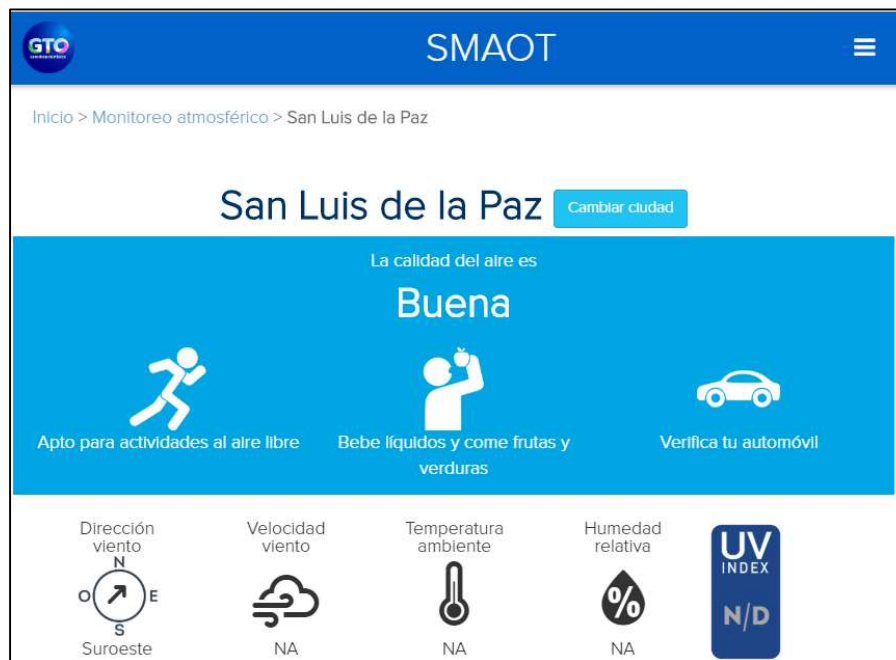 GTO
SMAOT
Inicio > Monitoreo atmosférico > San Luis de la Paz
San Luis de la Paz
Cambiar ciudad
La calidad del aire es
Buena
Apto para actividades al aire libre
Bebe líquidos y come frutas y
verduras
Verifica tu automóvil
Dirección
viento
N
O E
S
Suroeste
Velocidad
viento
NA
Temperatura
ambiente
NA
Humedad
relativa
%
NA
UV
INDEX
N/D